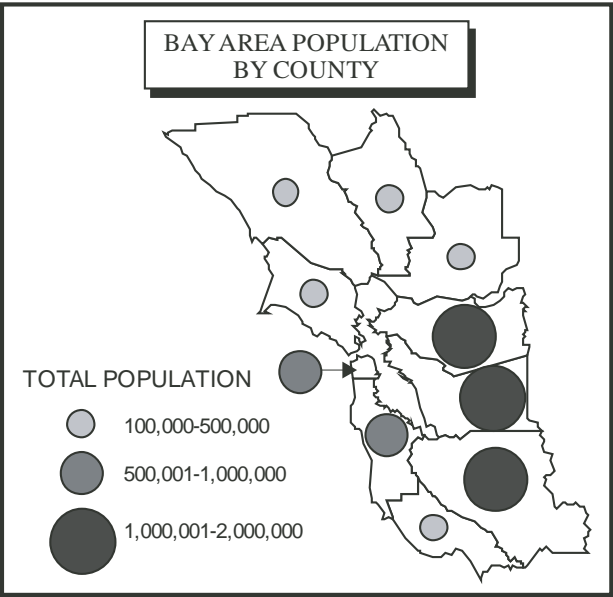 BAY AREA POPULATION
BY COUNTY
TOTAL POPULATION
100,000-500,000
500,001-1,000,000
1,000,001-2,000,000